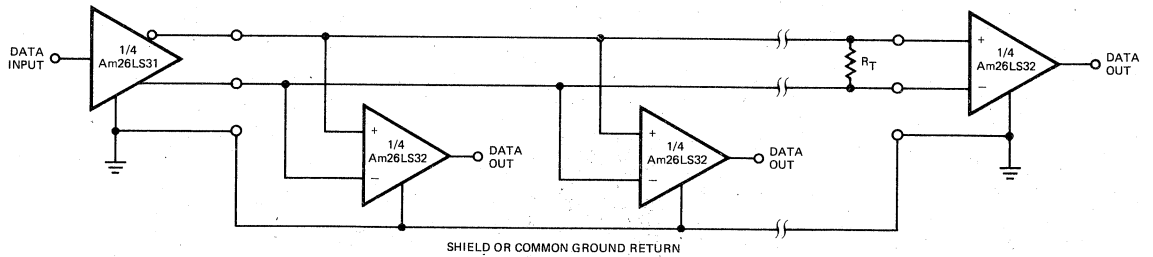 DATA
INPUT
1/4
Am26LS31
+
1/4
Am26LS32
−
DATA
OUT
+
1/4
Am26LS32
−
DATA
OUT
RT
+
1/4
Am26LS32
−
DATA
OUT
SHIELD OR COMMON GROUND RETURN